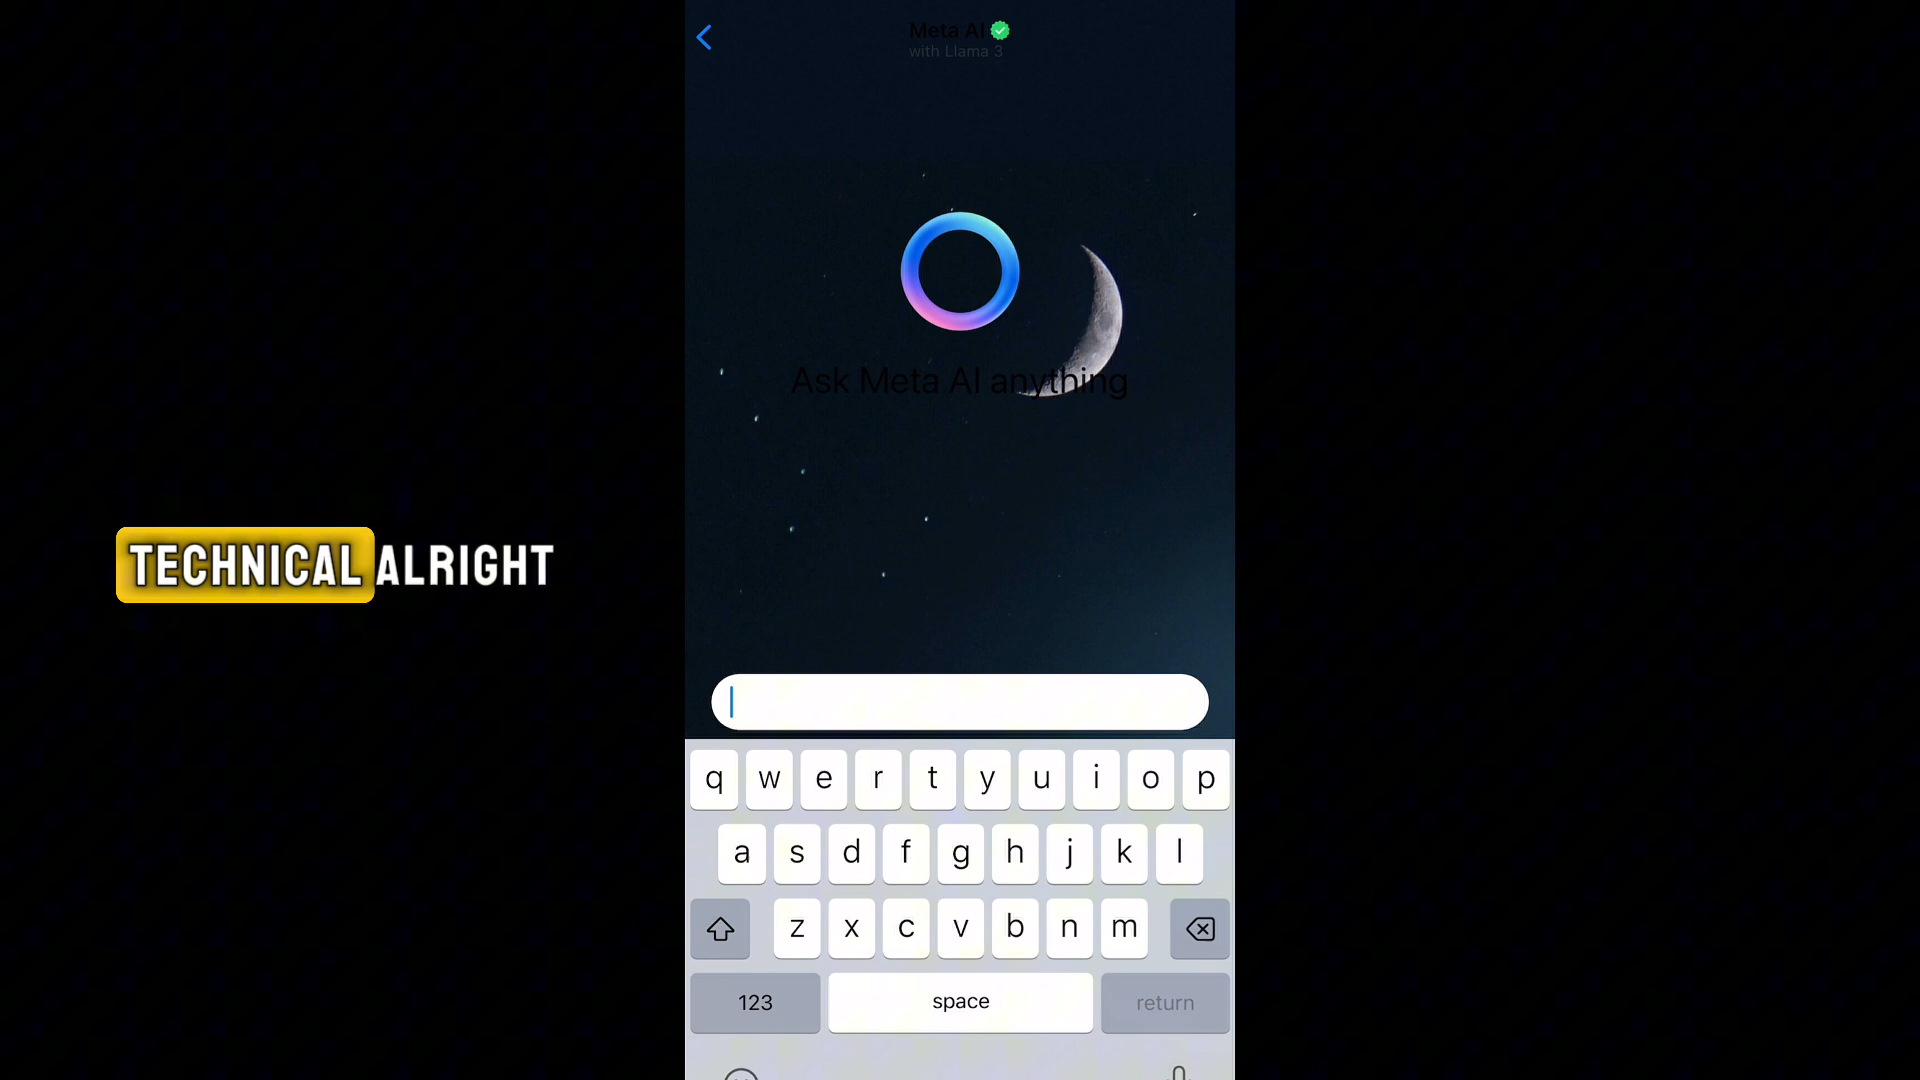 Meta AI
with Llama 3
Ask Meta AI anything
TECHNICAL ALRIGHT
q w e r t y u i o p
a s d f g h j k l
z x c v b n m
123 space return